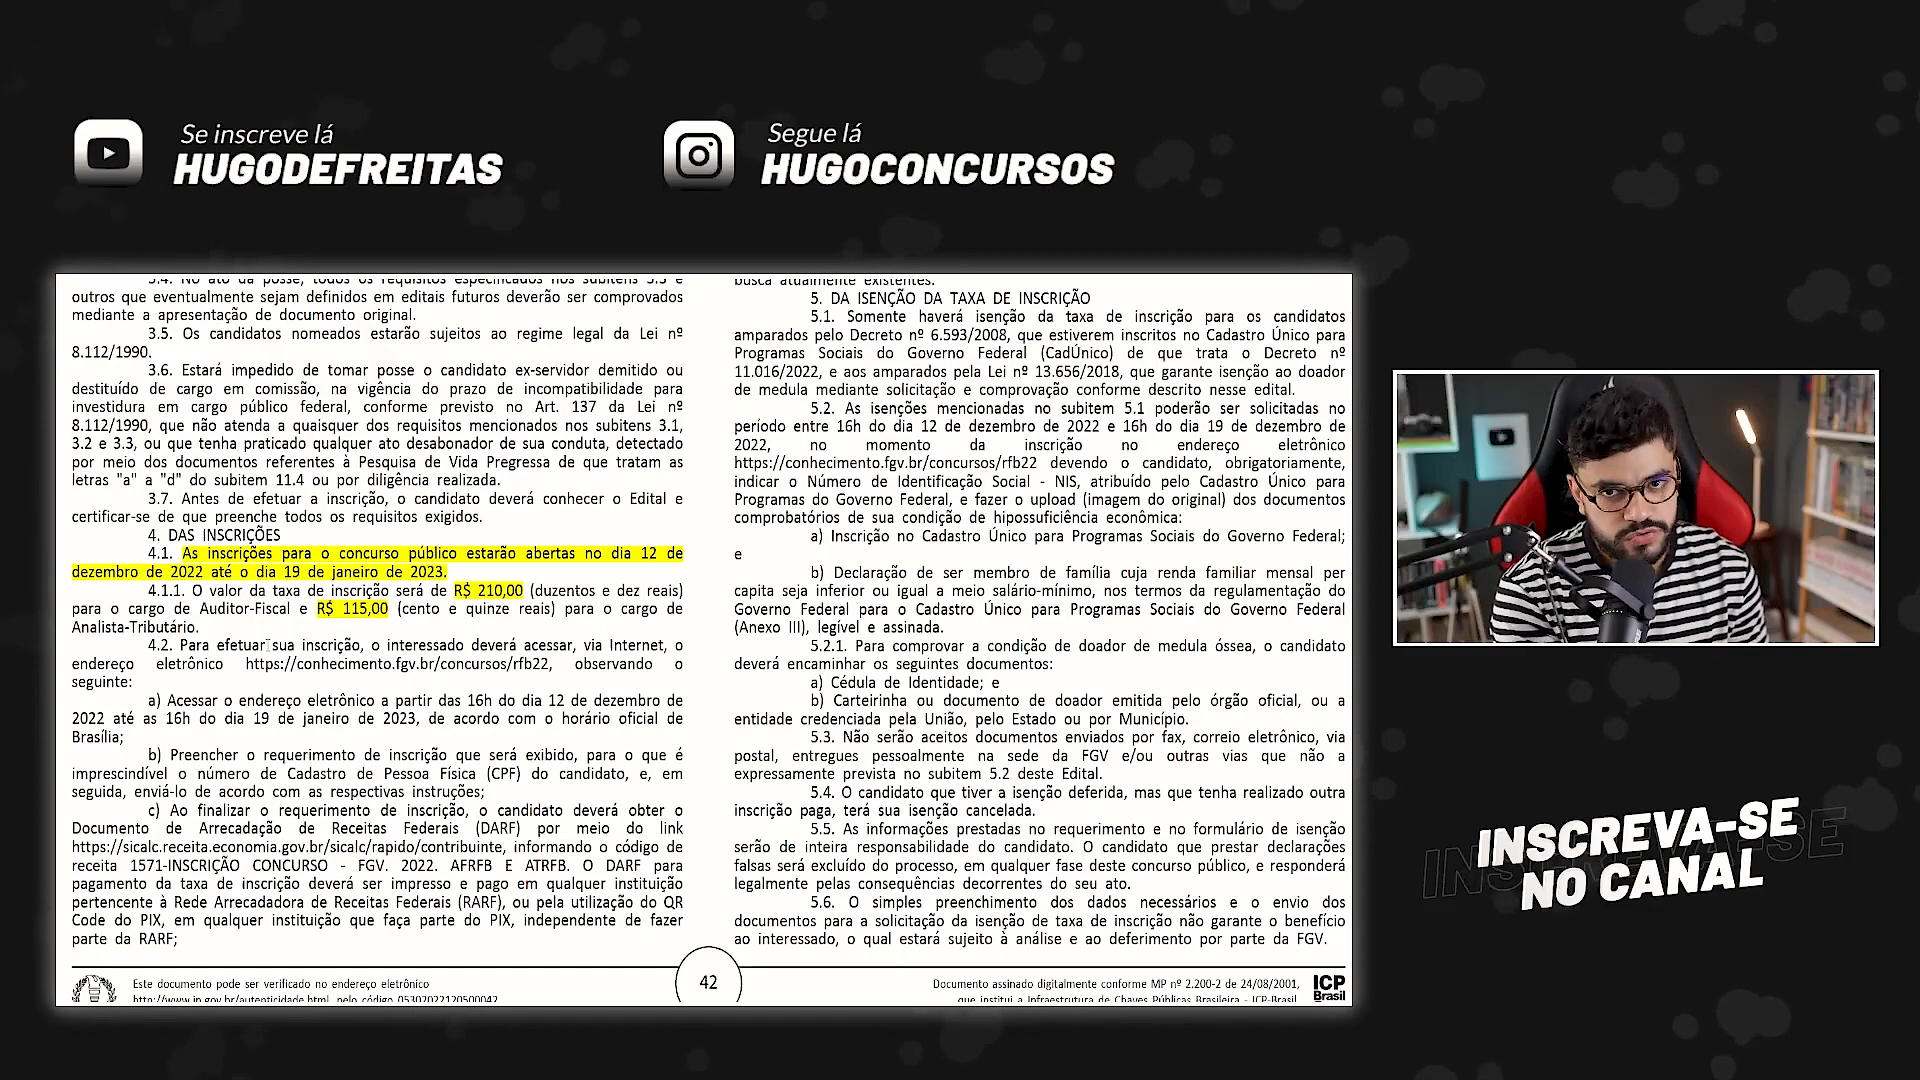 Se inscreve lá
HUGODEFREITAS
Segue lá
HUGOCONCURSOS
3.4. No ato da posse, todos os requisitos especificados nos subitens 3.3 e
outros que eventualmente sejam definidos em editais futuros deverão ser comprovados
mediante a apresentação de documento original.
3.5. Os candidatos nomeados estarão sujeitos ao regime legal da Lei nº
8.112/1990.
3.6. Estará impedido de tomar posse o candidato ex-servidor demitido ou
destituído de cargo em comissão, na vigência do prazo de incompatibilidade para
investidura em cargo público federal, conforme previsto no Art. 137 da Lei nº
8.112/1990, que não atenda a quaisquer dos requisitos mencionados nos subitens 3.1,
3.2 e 3.3, ou que tenha praticado qualquer ato desabonador de sua conduta, detectado
por meio dos documentos referentes à Pesquisa de Vida Pregressa de que tratam as
letras "a" a "d" do subitem 11.4 ou por diligência realizada.
3.7. Antes de efetuar a inscrição, o candidato deverá conhecer o Edital e
certificar-se de que preenche todos os requisitos exigidos.
4. DAS INSCRIÇÕES
4.1. As inscrições para o concurso público estarão abertas no dia 12 de
dezembro de 2022 até o dia 19 de janeiro de 2023.
4.1.1. O valor da taxa de inscrição será de R$ 210,00 (duzentos e dez reais)
para o cargo de Auditor-Fiscal e R$ 115,00 (cento e quinze reais) para o cargo de
Analista-Tributário.
4.2. Para efetuar sua inscrição, o interessado deverá acessar, via Internet, o
endereço eletrônico https://conhecimento.fgv.br/concursos/rfb22, observando o
seguinte:
a) Acessar o endereço eletrônico a partir das 16h do dia 12 de dezembro de
2022 até as 16h do dia 19 de janeiro de 2023, de acordo com o horário oficial de
Brasília;
b) Preencher o requerimento de inscrição que será exibido, para o que é
imprescindível o número de Cadastro de Pessoa Física (CPF) do candidato, e, em
seguida, enviá-lo de acordo com as respectivas instruções;
c) Ao finalizar o requerimento de inscrição, o candidato deverá obter o
Documento de Arrecadação de Receitas Federais (DARF) por meio do link
https://sicalc.receita.economia.gov.br/sicalc/rapido/contribuinte, informando o código de
receita 1571-INSCRIÇÃO CONCURSO - FGV. 2022. AFRFB E ATRFB. O DARF para
pagamento da taxa de inscrição deverá ser impresso e pago em qualquer instituição
pertencente à Rede Arrecadadora de Receitas Federais (RARF), ou pela utilização do QR
Code do PIX, em qualquer instituição que faça parte do PIX, independente de fazer
parte da RARF;
busca atualmente existentes.
5. DA ISENÇÃO DA TAXA DE INSCRIÇÃO
5.1. Somente haverá isenção da taxa de inscrição para os candidatos
amparados pelo Decreto nº 6.593/2008, que estiverem inscritos no Cadastro Único para
Programas Sociais do Governo Federal (CadÚnico) de que trata o Decreto nº
11.016/2022, e aos amparados pela Lei nº 13.656/2018, que garante isenção ao doador
de medula mediante solicitação e comprovação conforme descrito nesse edital.
5.2. As isenções mencionadas no subitem 5.1 poderão ser solicitadas no
período entre 16h do dia 12 de dezembro de 2022 e 16h do dia 19 de dezembro de
2022, no momento da inscrição no endereço eletrônico
https://conhecimento.fgv.br/concursos/rfb22 devendo o candidato, obrigatoriamente,
indicar o Número de Identificação Social - NIS, atribuído pelo Cadastro Único para
Programas do Governo Federal, e fazer o upload (imagem do original) dos documentos
comprobatórios de sua condição de hipossuficiência econômica:
a) Inscrição no Cadastro Único para Programas Sociais do Governo Federal;
e
b) Declaração de ser membro de família cuja renda familiar mensal per
capita seja inferior ou igual a meio salário-mínimo, nos termos da regulamentação do
Governo Federal para o Cadastro Único para Programas Sociais do Governo Federal
(Anexo III), legível e assinada.
5.2.1. Para comprovar a condição de doador de medula óssea, o candidato
deverá encaminhar os seguintes documentos:
a) Cédula de Identidade; e
b) Carteirinha ou documento de doador emitida pelo órgão oficial, ou a
entidade credenciada pela União, pelo Estado ou por Município.
5.3. Não serão aceitos documentos enviados por fax, correio eletrônico, via
postal, entregues pessoalmente na sede da FGV e/ou outras vias que não a
expressamente prevista no subitem 5.2 deste Edital.
5.4. O candidato que tiver a isenção deferida, mas que tenha realizado outra
inscrição paga, terá sua isenção cancelada.
5.5. As informações prestadas no requerimento e no formulário de isenção
serão de inteira responsabilidade do candidato. O candidato que prestar declarações
falsas será excluído do processo, em qualquer fase deste concurso público, e responderá
legalmente pelas consequências decorrentes do seu ato.
5.6. O simples preenchimento dos dados necessários e o envio dos
documentos para a solicitação da isenção de taxa de inscrição não garante o benefício
ao interessado, o qual estará sujeito à análise e ao deferimento por parte da FGV.
Este documento pode ser verificado no endereço eletrônico
http://www.in.gov.br/autenticidade.html, pelo código 05302022120500042
42
Documento assinado digitalmente conforme MP nº 2.200-2 de 24/08/2001,
que institui a Infraestrutura de Chaves Públicas Brasileira - ICP-Brasil.
ICP
Brasil
INSCREVA-SE
NO CANAL